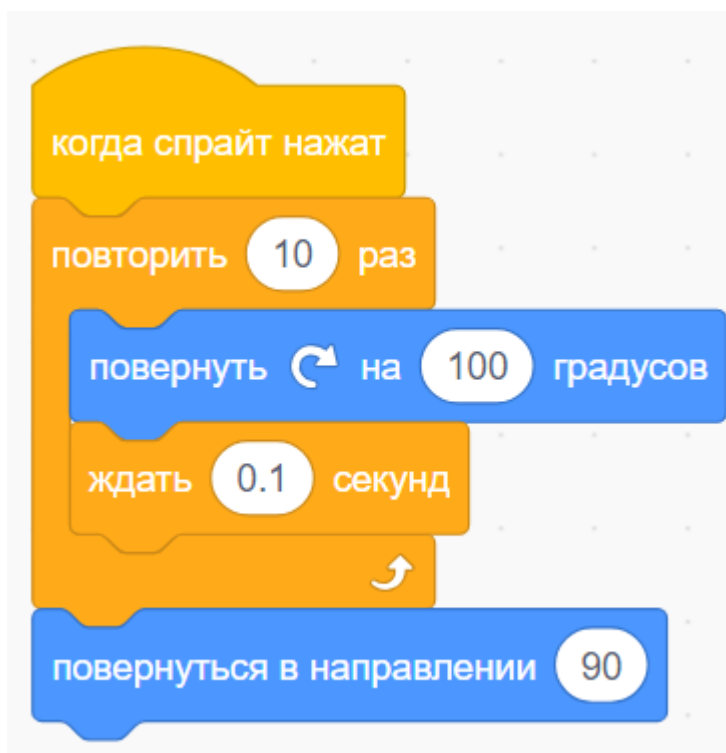 когда спрайт нажат
повторить 10 раз
повернуть на 100 градусов
ждать 0.1 секунд
повернуться в направлении 90